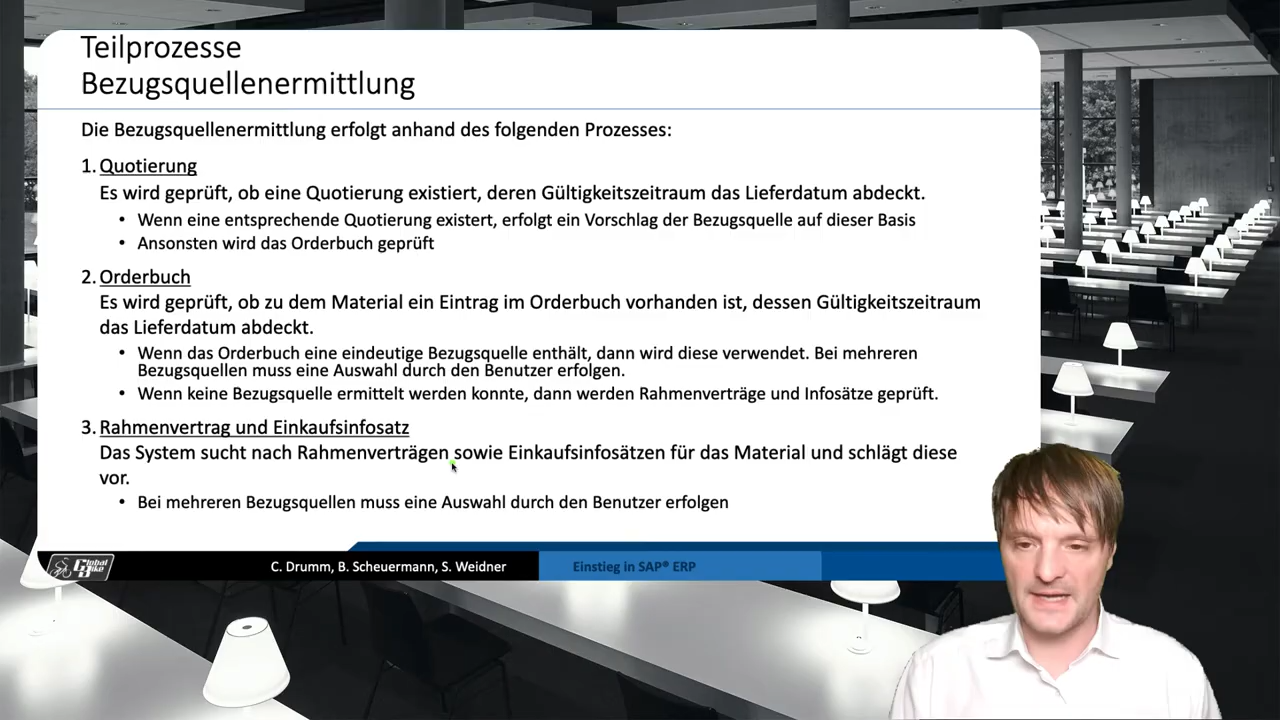 Teilprozesse
Bezugsquellenermittlung
Die Bezugsquellenermittlung erfolgt anhand des folgenden Prozesses:
1. Quotierung
Es wird geprüft, ob eine Quotierung existiert, deren Gültigkeitszeitraum das Lieferdatum abdeckt.
• Wenn eine entsprechende Quotierung existert, erfolgt ein Vorschlag der Bezugsquelle auf dieser Basis
• Ansonsten wird das Orderbuch geprüft
2. Orderbuch
Es wird geprüft, ob zu dem Material ein Eintrag im Orderbuch vorhanden ist, dessen Gültigkeitszeitraum
das Lieferdatum abdeckt.
• Wenn das Orderbuch eine eindeutige Bezugsquelle enthält, dann wird diese verwendet. Bei mehreren
Bezugsquellen muss eine Auswahl durch den Benutzer erfolgen.
• Wenn keine Bezugsquelle ermittelt werden konnte, dann werden Rahmenverträge und Infosätze geprüft.
3. Rahmenvertrag und Einkaufsinfosatz
Das System sucht nach Rahmenverträgen sowie Einkaufsinfosätzen für das Material und schlägt diese
vor.
• Bei mehreren Bezugsquellen muss eine Auswahl durch den Benutzer erfolgen
Global
Bike
C. Drumm, B. Scheuermann, S. Weidner
Einstieg in SAP® ERP